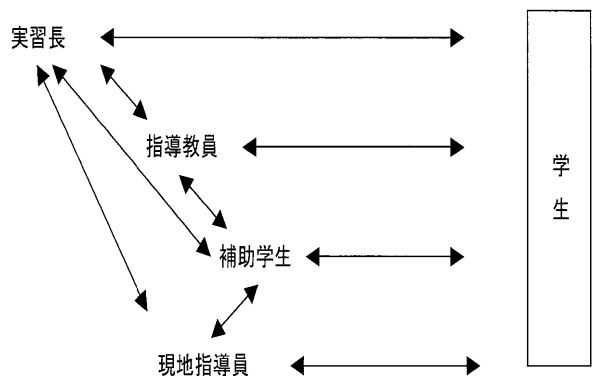 実習長
指導教員
補助学生
現地指導員
学生